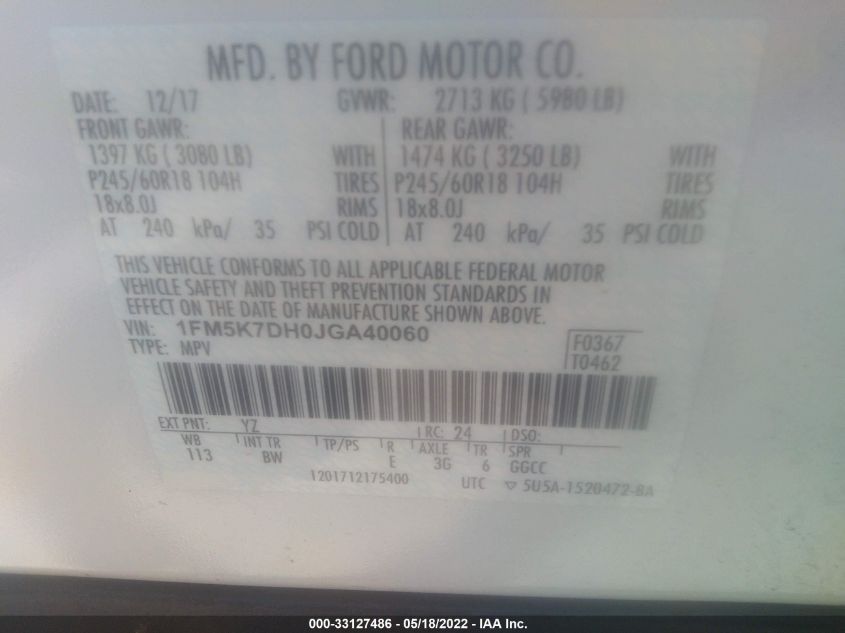 MFD. BY FORD MOTOR CO.
DATE: 12/17 GVWR: 2713 KG ( 5980 LB)
FRONT GAWR: REAR GAWR:
1397 KG ( 3080 LB) WITH 1474 KG ( 3250 LB) WITH
P245/60R18 104H TIRES P245/60R18 104H TIRES
18x8.0J RIMS 18x8.0J RIMS
AT 240 kPa/ 35 PSI COLD AT 240 kPa/ 35 PSI COLD
THIS VEHICLE CONFORMS TO ALL APPLICABLE FEDERAL MOTOR
VEHICLE SAFETY AND THEFT PREVENTION STANDARDS IN
EFFECT ON THE DATE OF MANUFACTURE SHOWN ABOVE.
VIN: 1FM5K7DH0JGA40060
TYPE: MPV
F0367
T0462
EXT PNT: YZ RC: 24 DSO:
WB INT TR TP/PS R AXLE TR SPR
113 BW E 3G 6 GGCC
1201712175400 UTC ▽ 5U5A-1520472-BA
000-33127486 - 05/18/2022 - IAA Inc.